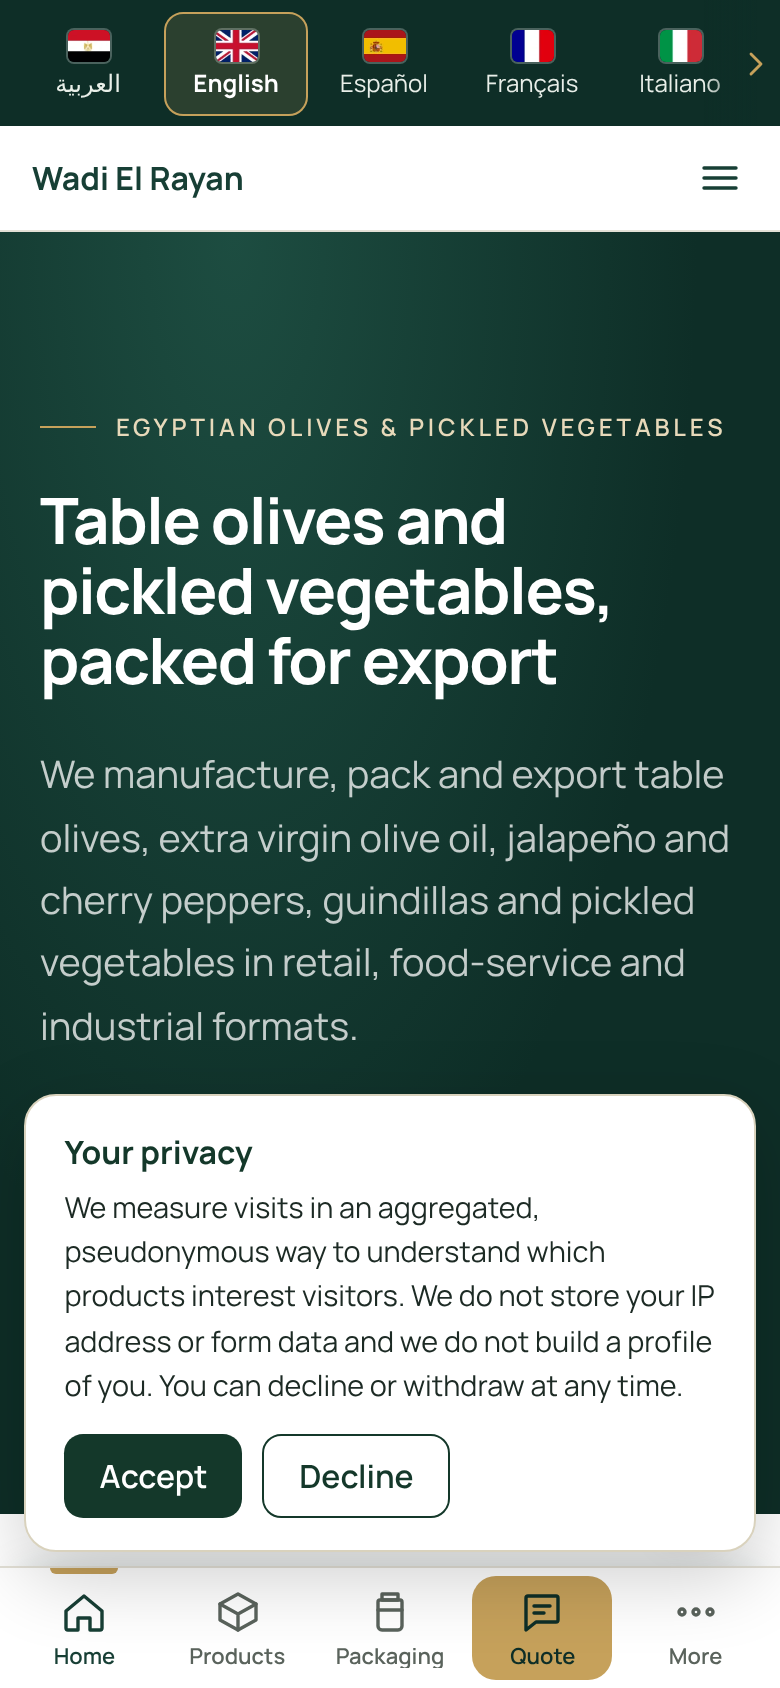 العربية
English
Español
Français
Italiano
Wadi El Rayan
EGYPTIAN OLIVES & PICKLED VEGETABLES
Table olives and
pickled vegetables,
packed for export
We manufacture, pack and export table
olives, extra virgin olive oil, jalapeño and
cherry peppers, guindillas and pickled
vegetables in retail, food-service and
industrial formats.
Your privacy
We measure visits in an aggregated,
pseudonymous way to understand which
products interest visitors. We do not store your IP
address or form data and we do not build a profile
of you. You can decline or withdraw at any time.
Accept
Decline
Home
Products
Packaging
Quote
More